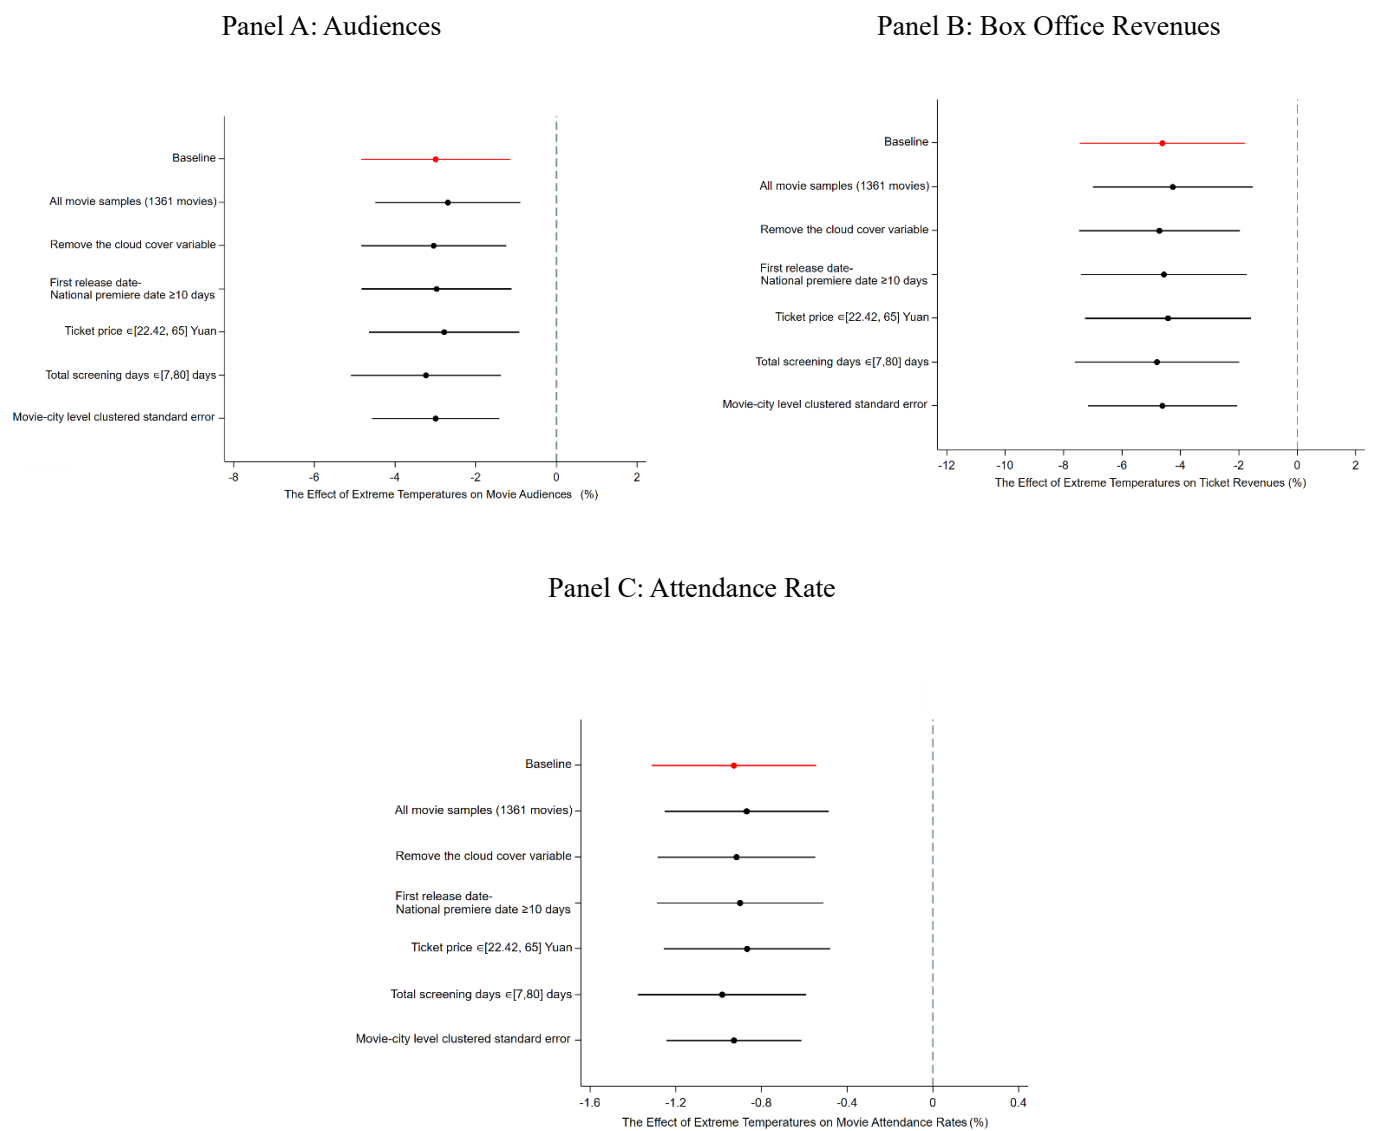 Panel A: Audiences
Baseline
All movie samples (1361 movies)
Remove the cloud cover variable
First release date-
National premiere date ≥10 days
Ticket price ∈[22.42, 65] Yuan
Total screening days ∈[7,80] days
Movie-city level clustered standard error
-8 -6 -4 -2 0 2
The Effect of Extreme Temperatures on Movie Audiences (%)
Panel B: Box Office Revenues
Baseline
All movie samples (1361 movies)
Remove the cloud cover variable
First release date-
National premiere date ≥10 days
Ticket price ∈[22.42, 65] Yuan
Total screening days ∈[7,80] days
Movie-city level clustered standard error
-12 -10 -8 -6 -4 -2 0 2
The Effect of Extreme Temperatures on Ticket Revenues (%)
Panel C: Attendance Rate
Baseline
All movie samples (1361 movies)
Remove the cloud cover variable
First release date-
National premiere date ≥10 days
Ticket price ∈[22.42, 65] Yuan
Total screening days ∈[7,80] days
Movie-city level clustered standard error
-1.6 -1.2 -0.8 -0.4 0 0.4
The Effect of Extreme Temperatures on Movie Attendance Rates (%)